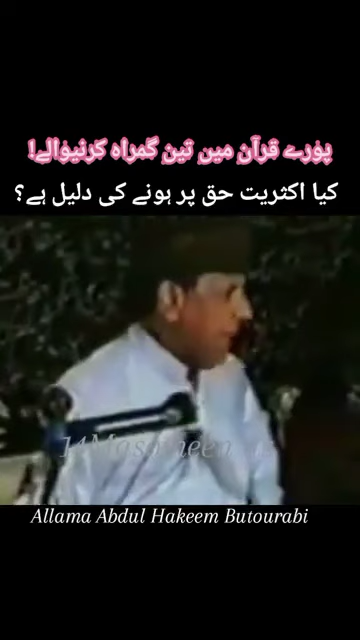 پورے قرآن میں تین گمراہ کرنیوالے!
کیا اکثریت حق پر ہونے کی دلیل ہے؟
Allama Abdul Hakeem Butourabi